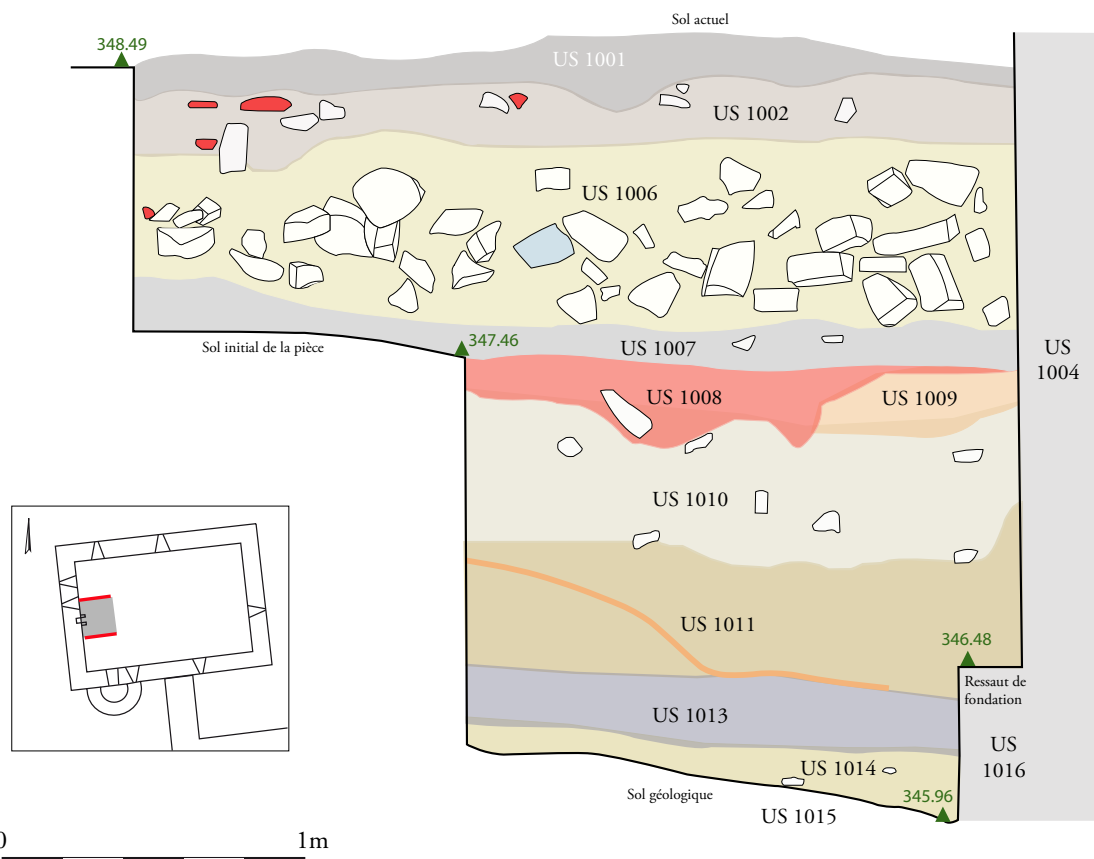 Sol actuel
348.49
US 1001
US 1002
US 1006
Sol initial de la pièce
347.46
US 1007
US
1004
US 1008
US 1009
US 1010
US 1011
346.48
Ressaut de
fondation
US 1013
US
1016
US 1014
Sol géologique
345.96
US 1015
0
1m